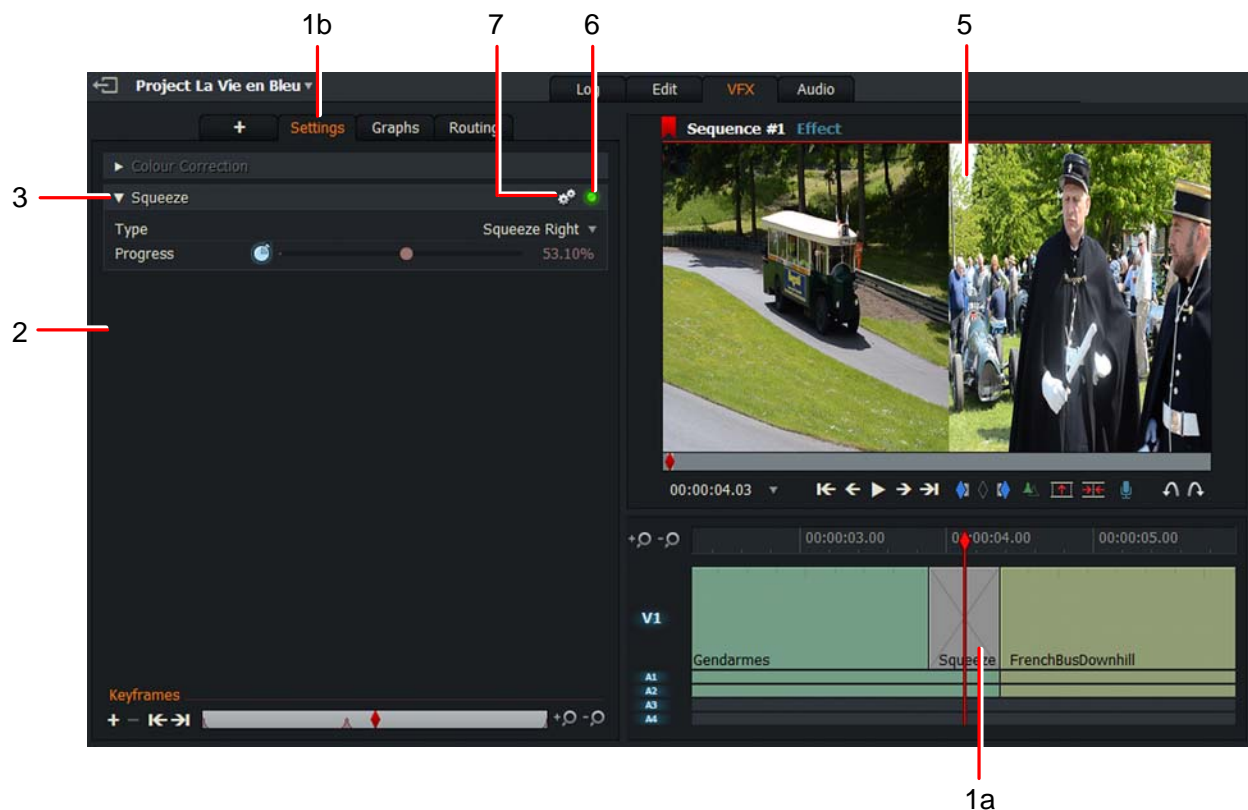 1b 7 6 5
Project La Vie en Bleu
Log Edit VFX Audio
+ Settings Graphs Routing
Colour Correction
3
Squeeze
Type Squeeze Right
Progress 53.10%
2
Sequence #1 Effect
00:00:04.03
00:00:03.00 00:00:04.00 00:00:05.00
V1
Gendarmes Squeeze FrenchBusDownhill
A1
A2
A3
A4
Keyframes
1a